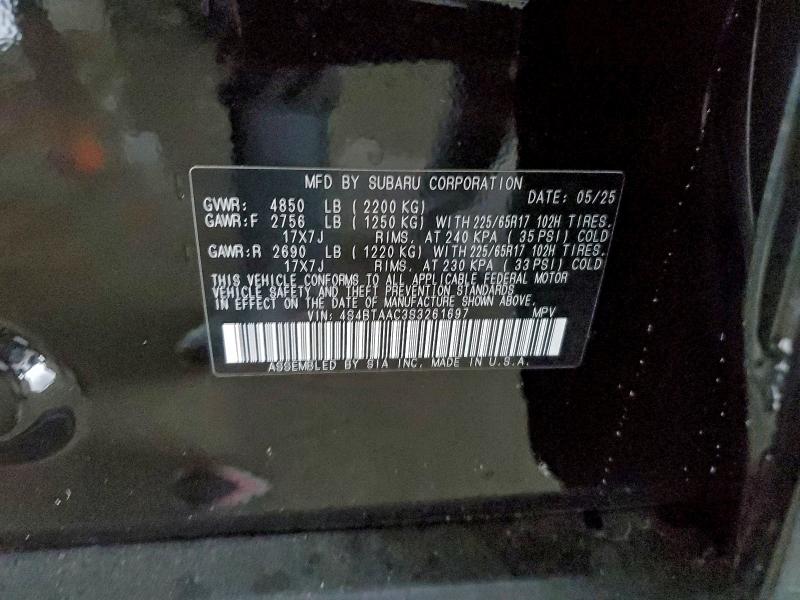 MFD BY SUBARU CORPORATION
DATE: 05/25
GVWR: 4850 LB (2200 KG)
GAWR:F 2756 LB (1250 KG) WITH 225/65R17 102H TIRES.
17X7J RIMS. AT 240 KPA (35 PSI) COLD
GAWR:R 2690 LB (1220 KG) WITH 225/65R17 102H TIRES.
17X7J RIMS. AT 230 KPA (33 PSI) COLD
THIS VEHICLE CONFORMS TO ALL APPLICABLE FEDERAL MOTOR
VEHICLE SAFETY AND THEFT PREVENTION STANDARDS
IN EFFECT ON THE DATE OF MANUFACTURE SHOWN ABOVE.
VIN: 4S4BTAAC3S3261697 MPV
ASSEMBLED BY SIA INC. MADE IN U.S.A.